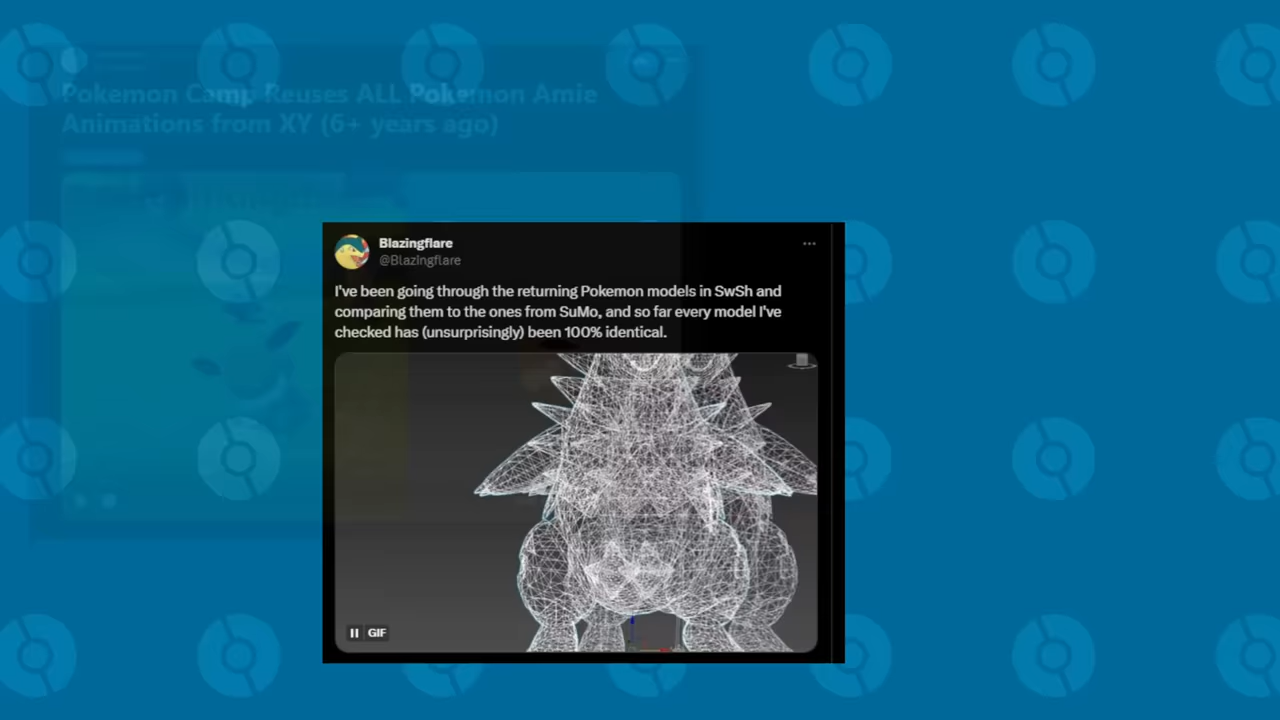 Pokemon Camp Reuses ALL Pokemon Amie
Animations from XY (6+ years ago)
Blazingflare
@Blazingflare
I've been going through the returning Pokemon models in SwSh and
comparing them to the ones from SuMo, and so far every model I've
checked has (unsurprisingly) been 100% identical.
GIF